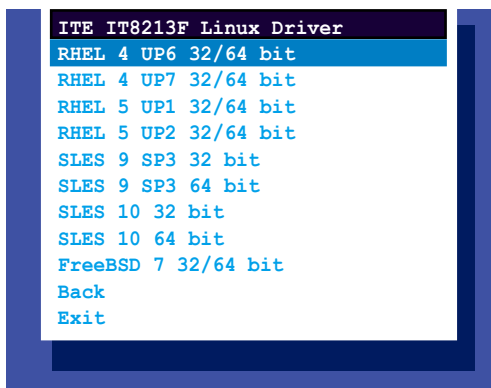 ITE IT8213F Linux Driver
RHEL 4 UP6 32/64 bit
RHEL 4 UP7 32/64 bit
RHEL 5 UP1 32/64 bit
RHEL 5 UP2 32/64 bit
SLES 9 SP3 32 bit
SLES 9 SP3 64 bit
SLES 10 32 bit
SLES 10 64 bit
FreeBSD 7 32/64 bit
Back
Exit